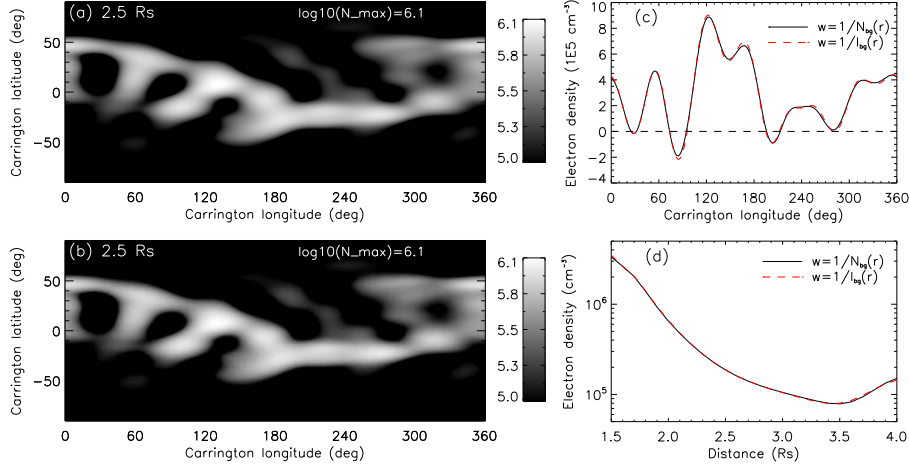 (a) 2.5 Rs
log10(N_max)=6.1
Carrington latitude (deg)
50
0
−50
0 60 120 180 240 300 360
Carrington longitude (deg)
6.1
5.8
5.5
5.3
5.0
(c)
w=1/N_bg(r)
w=1/I_bg(r)
Electron density (1E5 cm⁻³)
10
8
6
4
2
0
−2
−4
0 60 120 180 240 300 360
Carrington longitude (deg)
(b) 2.5 Rs
log10(N_max)=6.1
Carrington latitude (deg)
50
0
−50
0 60 120 180 240 300 360
Carrington longitude (deg)
6.1
5.8
5.5
5.3
5.0
(d)
w=1/N_bg(r)
w=1/I_bg(r)
Electron density (cm⁻³)
10⁶
10⁵
1.5 2.0 2.5 3.0 3.5 4.0
Distance (Rs)